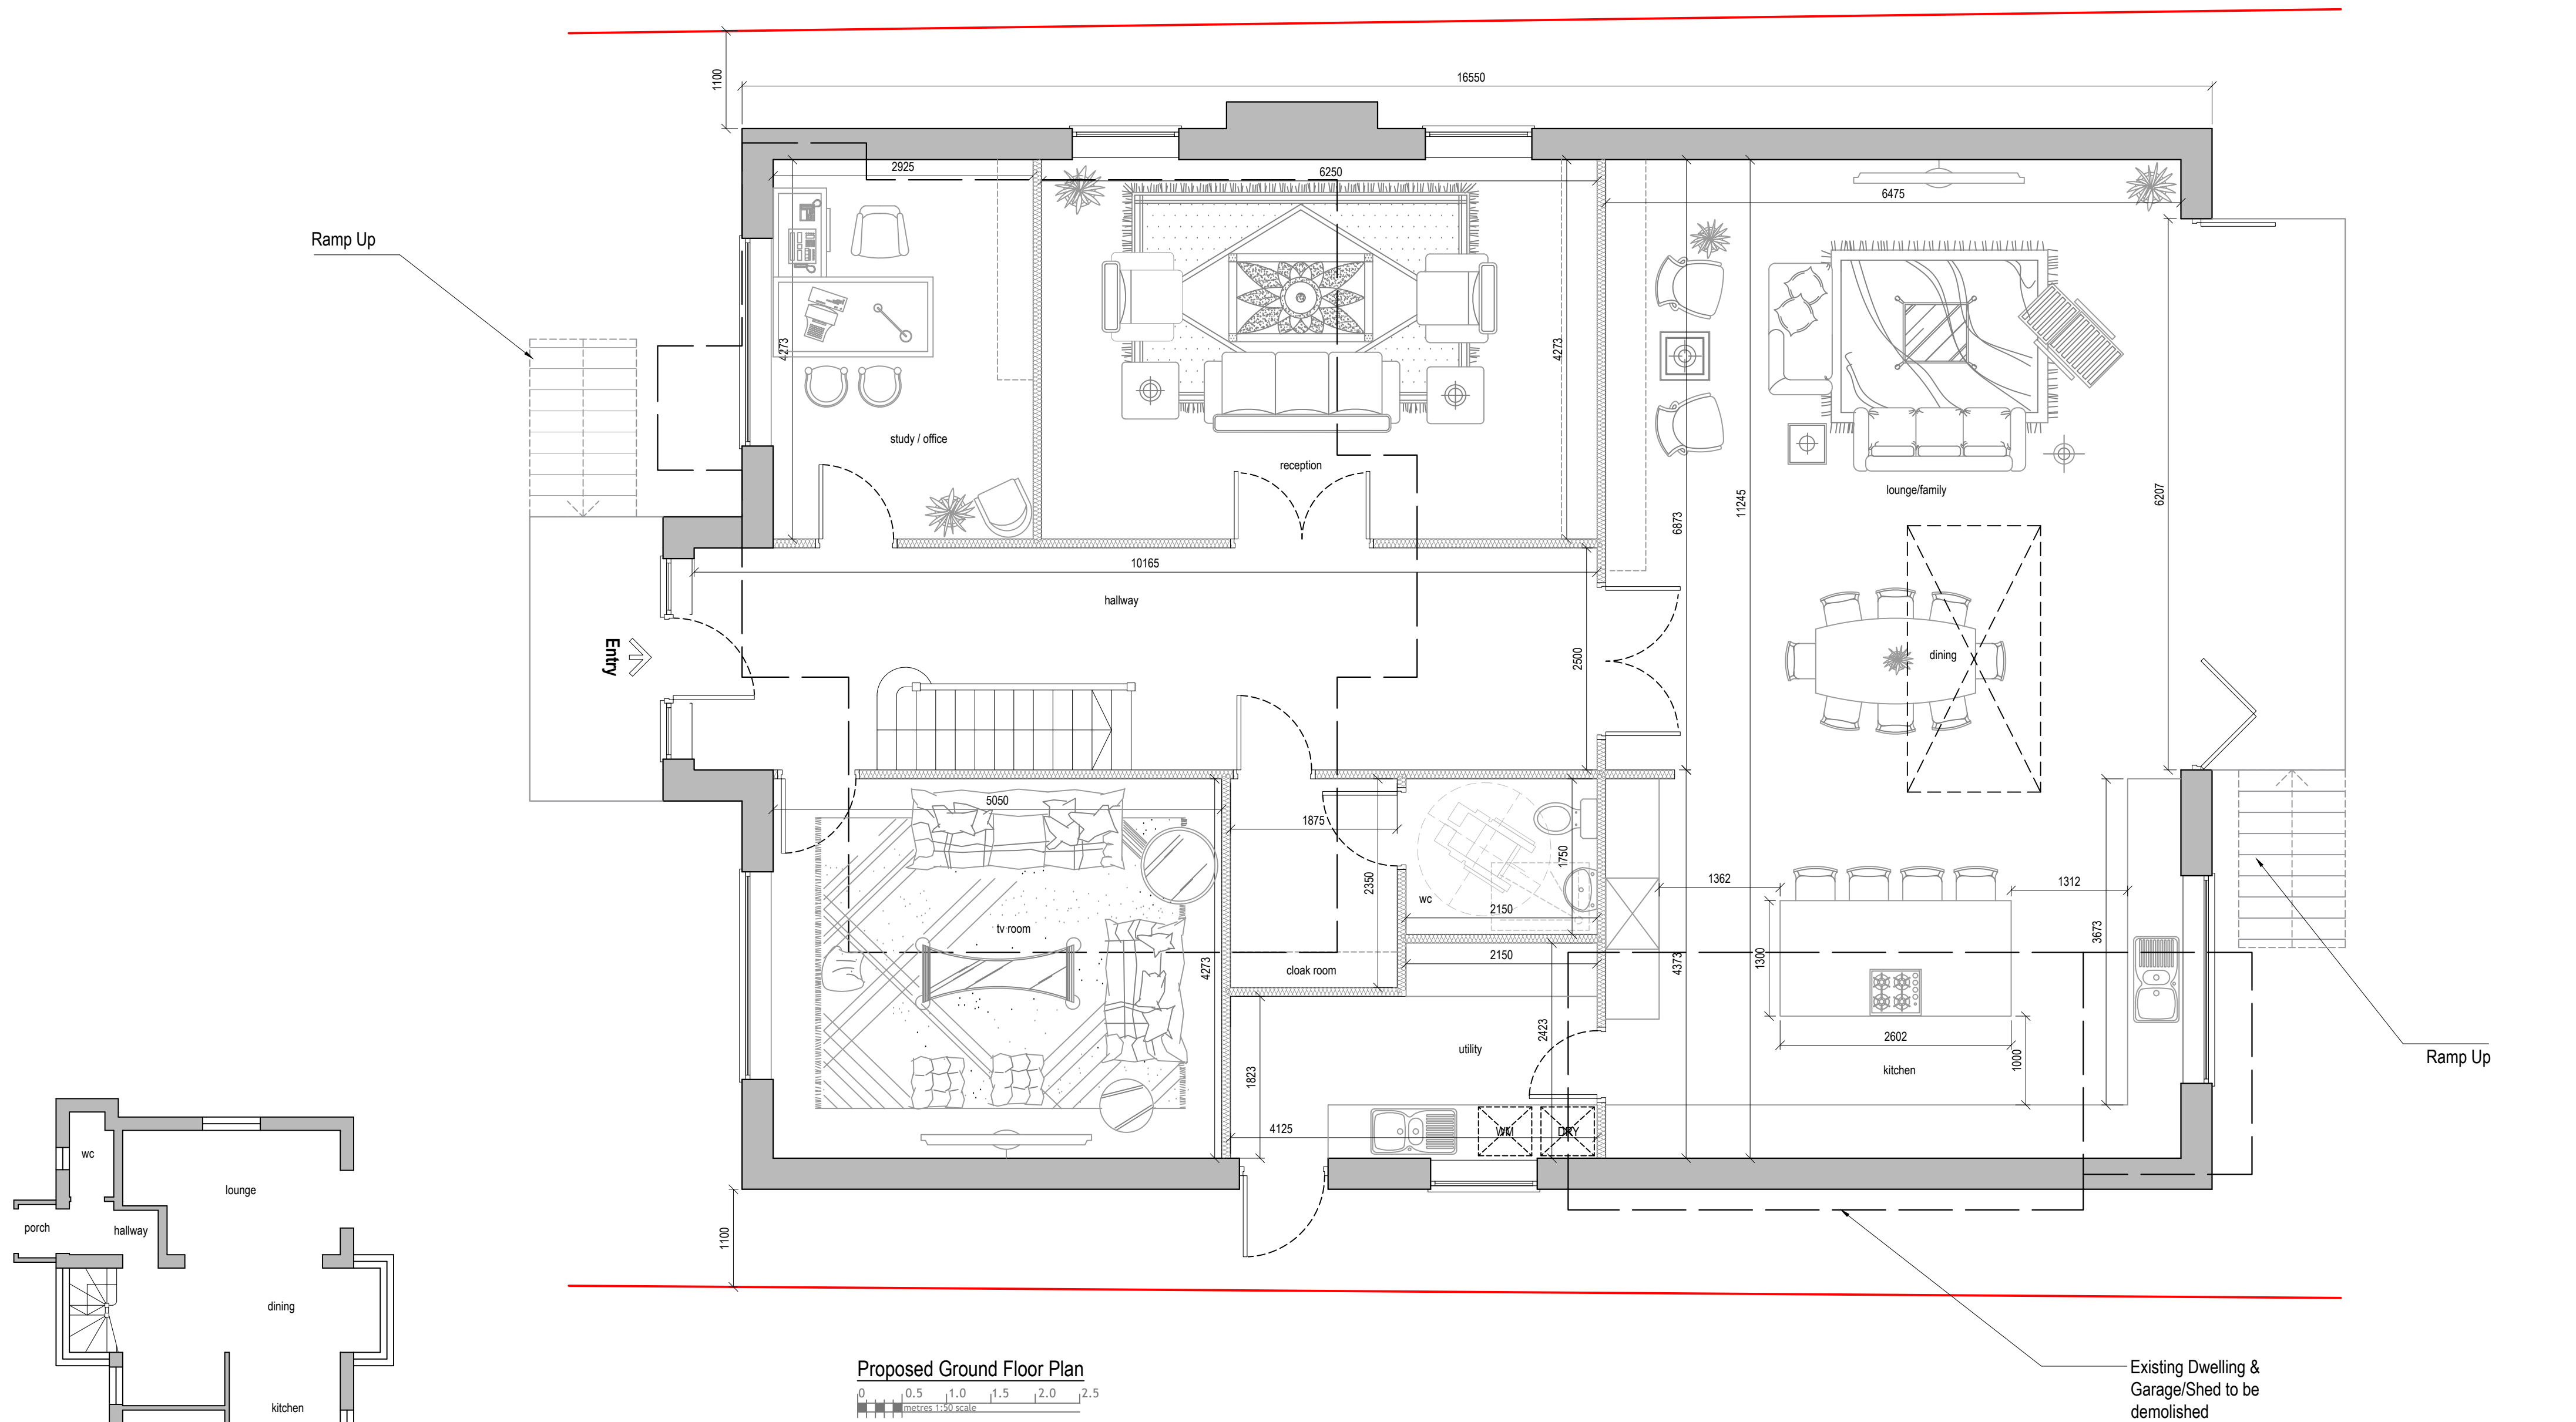 1100
16550
2925
6250
6475
Ramp Up
4273
4273
study / office
reception
lounge/family
6873
11245
6207
10165
hallway
Entry
2500
dining
5050
1875
1750
2350
wc
2150
1362
1312
tv room
4273
cloak room
2150
4373
1300
3673
2423
utility
2602
1000
kitchen
Ramp Up
1823
4125
WM
DRY
1100
wc
lounge
porch
hallway
dining
kitchen
Proposed Ground Floor Plan
0 0.5 1.0 1.5 2.0 2.5
metres 1:50 scale
Existing Dwelling &
Garage/Shed to be
demolished